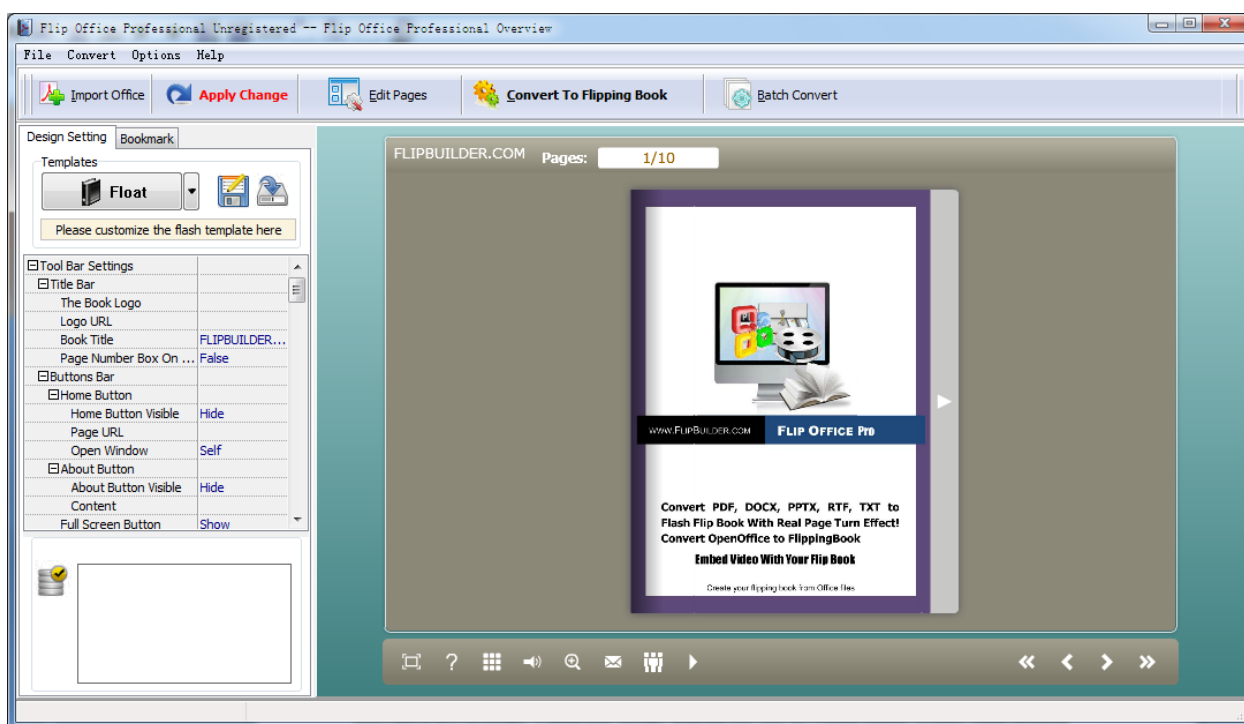 Flip Office Professional Unregistered -- Flip Office Professional Overview
File Convert Options Help
Import Office Apply Change Edit Pages Convert To Flipping Book Batch Convert
Design Setting Bookmark
Templates
Float
Please customize the flash template here
Tool Bar Settings
Title Bar
The Book Logo
Logo URL
Book Title FLIPBUILDER...
Page Number Box On ... False
Buttons Bar
Home Button
Home Button Visible Hide
Page URL
Open Window Self
About Button
About Button Visible Hide
Content
Full Screen Button Show
FLIPBUILDER.COM Pages: 1/10
WWW.FLIPBUILDER.COM FLIP OFFICE PRO
Convert PDF, DOCX, PPTX, RTF, TXT to
Flash Flip Book With Real Page Turn Effect!
Convert OpenOffice to FlippingBook
Embed Video With Your Flip Book
Create your flipping book from Office files